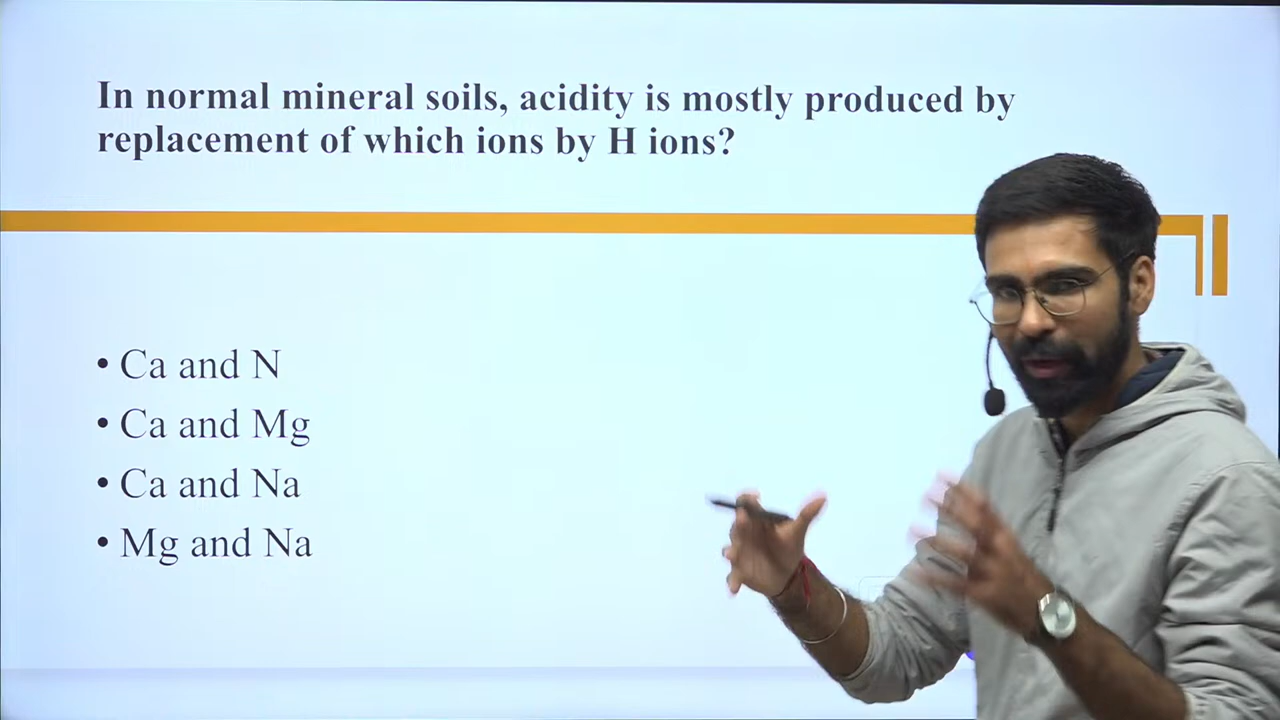 In normal mineral soils, acidity is mostly produced by
replacement of which ions by H ions?
• Ca and N
• Ca and Mg
• Ca and Na
• Mg and Na